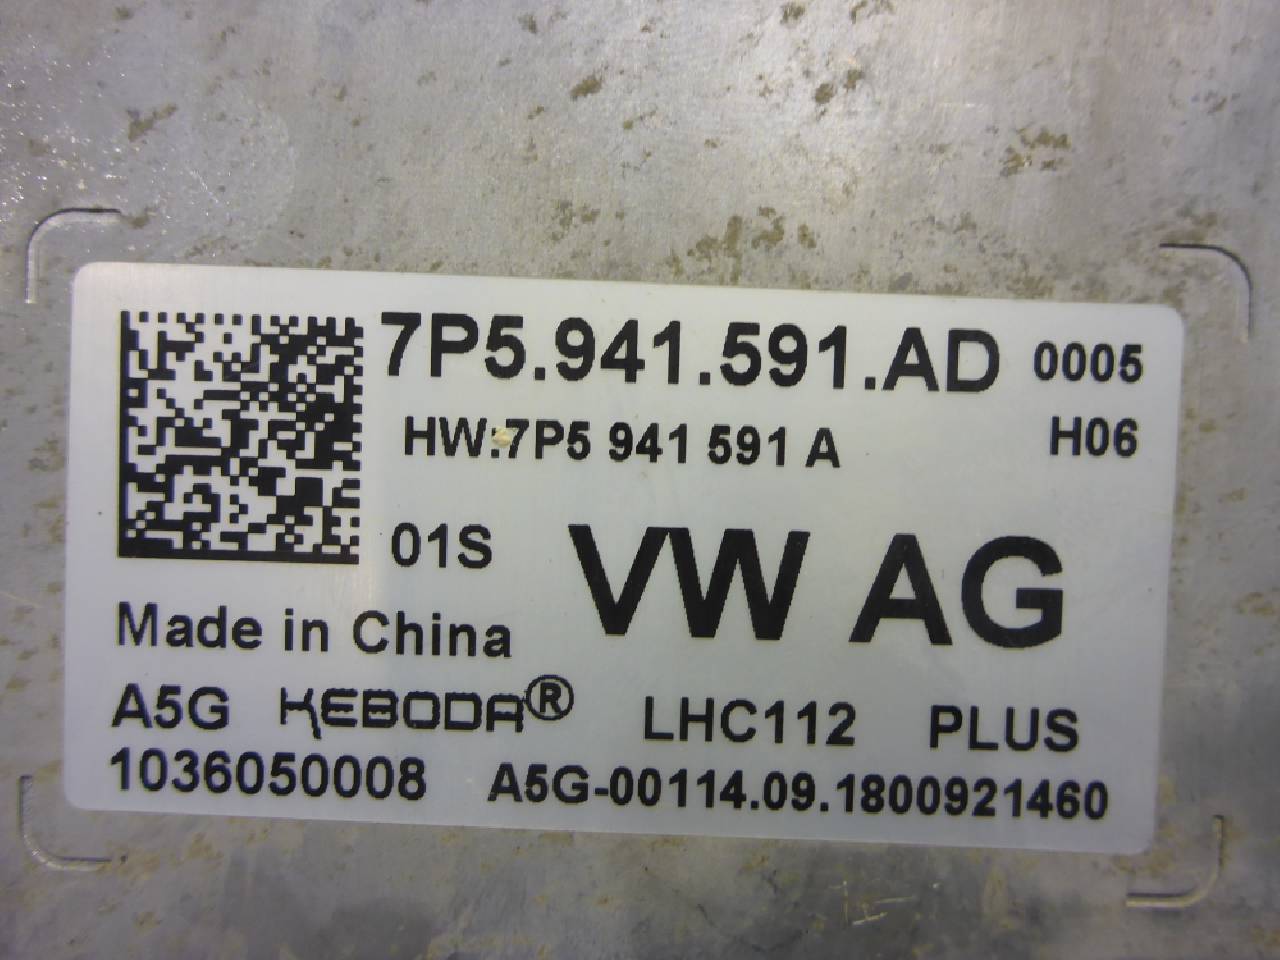 7P5.941.591.AD 0005
HW:7P5 941 591 A H06
01S VW AG
Made in China
A5G KEBODA® LHC112 PLUS
1036050008 A5G-00114.09.1800921460